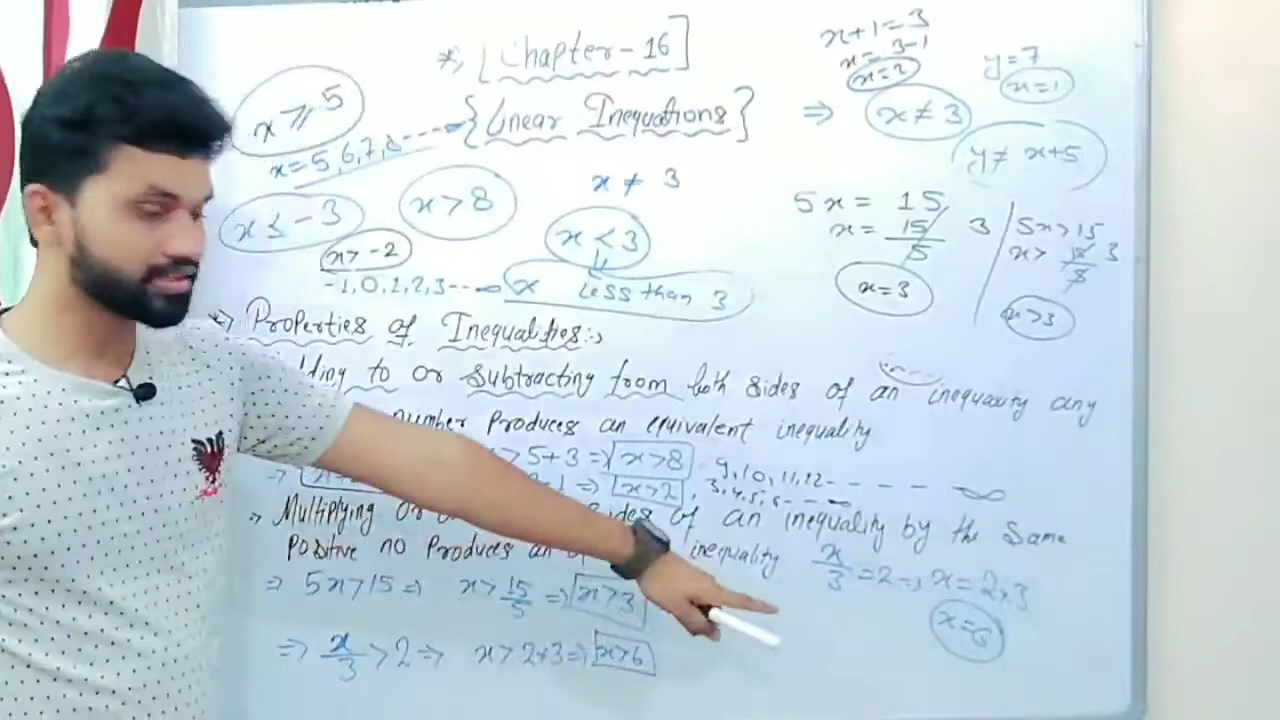 *, [Chapter-16]
{Linear Inequations}
x ⩾ 5
x=5,6,7,8----∞
x ≤ -3
x > 8
x > -2
-1,0,1,2,3---∞
x ≠ 3
x < 3
x Less than 3
x+1=3
x=3-1
x=2
y=7
x=1
⇒ x≠3
y≠ x+5
5x = 15
x = 15/5 3
x=3
5x>15
x> 15/5 3
x>3
*, Properties of Inequalities:,
to or Subtracting from both sides of an inequality any
number Produces an equivalent inequality
> 5+3 ⇒ x>8
9,10,11,12- - - - - ∞
⇒ x>2, 3,4,5,6---∞
, Multiplying of an inequality by the same
Positive no Produces an inequality
⇒ 5x>15 ⇒ x>15/5 ⇒ x>3
x/3=2 ⇒ x=2×3
x=6
⇒ x/3 >2 ⇒ x>2×3 ⇒ x>6